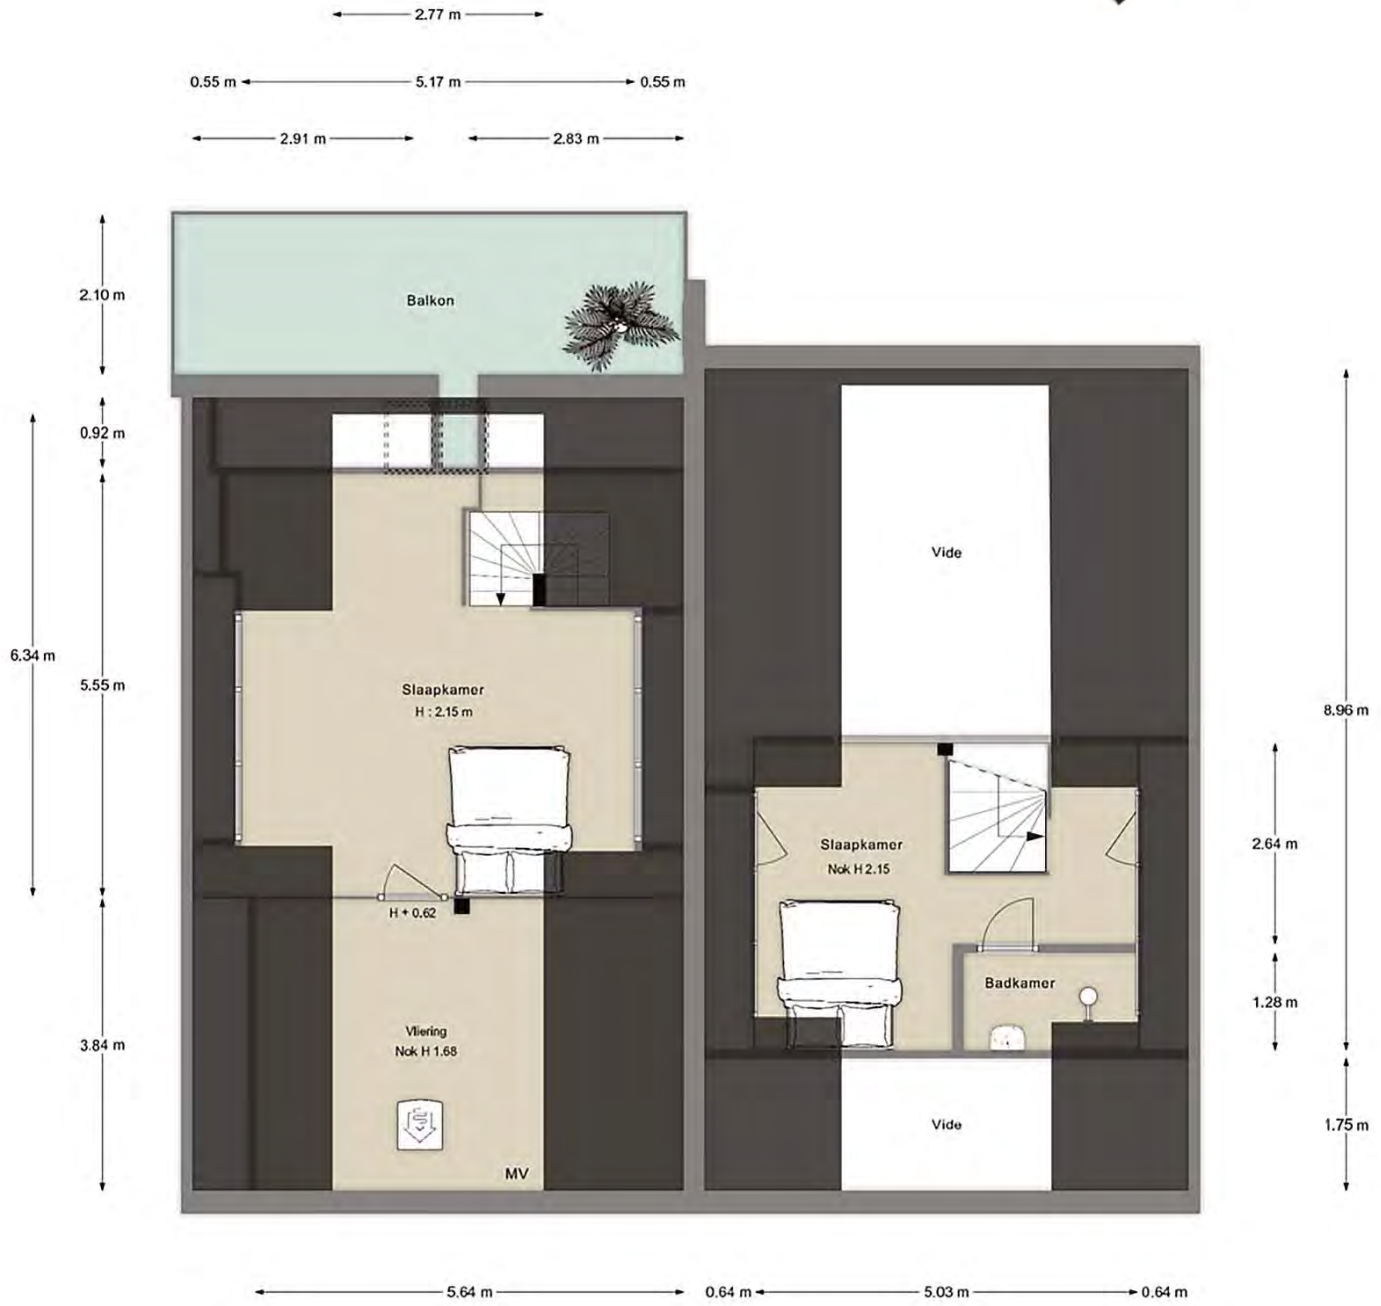 2.77 m
0.55 m
5.17 m
0.55 m
2.91 m
2.83 m
2.10 m
Balkon
0.92 m
Vide
6.34 m
5.55 m
Slaapkamer
H : 2.15 m
8.96 m
Slaapkamer
Nok H 2.15
2.64 m
H + 0.62
Badkamer
1.28 m
Vliering
Nok H 1.68
3.84 m
Vide
1.75 m
MV
5.64 m
0.64 m
5.03 m
0.64 m